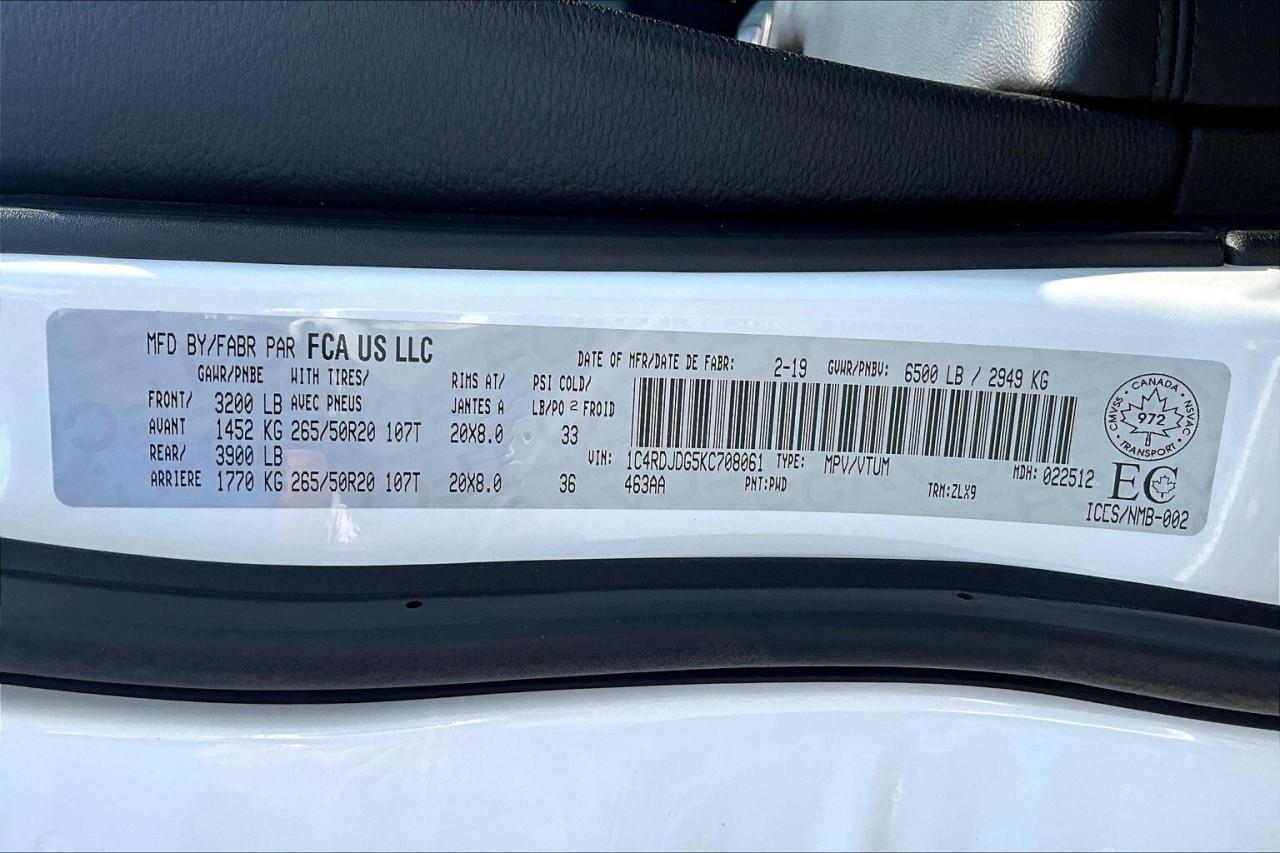 MFD BY/FABR PAR FCA US LLC
DATE OF MFR/DATE DE FABR: 2-19 GVWR/PNBV: 6500 LB / 2949 KG
GAWR/PNBE WITH TIRES/ RIMS AT/ PSI COLD/
FRONT/ 3200 LB AVEC PNEUS JANTES A LB/PO² FROID
AVANT 1452 KG 265/50R20 107T 20X8.0 33
REAR/ 3900 LB
ARRIERE 1770 KG 265/50R20 107T 20X8.0 36
VIN: 1C4RDJDG5KC708061 TYPE: MPV/VTUM MDH: 022512
463AA PNT:PWD TRM:ZLX9
CANADA
CMVSS 972 NSVAC
TRANSPORT
EC
ICES/NMB-002